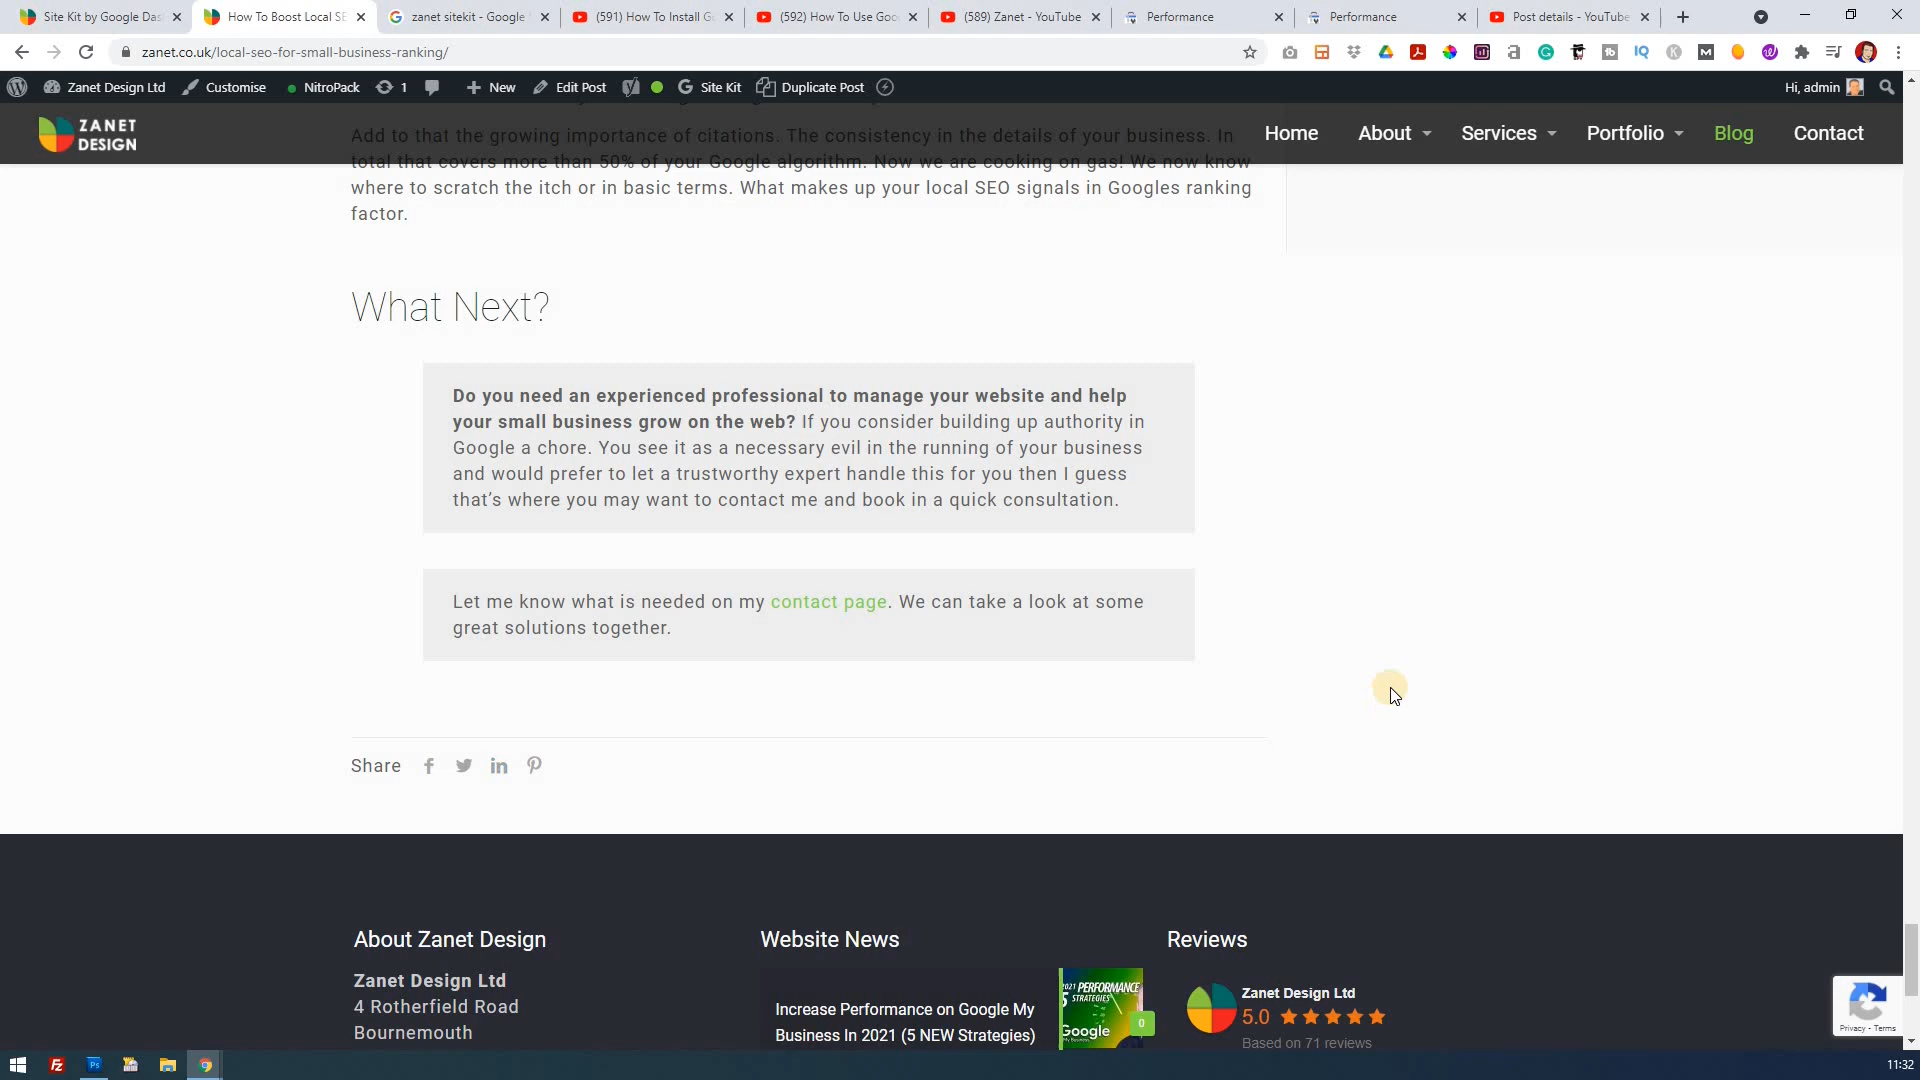 Site Kit by Google Das
How To Boost Local SE
zanet sitekit - Google
(591) How To Install G
(592) How To Use Goo
(589) Zanet - YouTube
Performance
Performance
Post details - YouTube
zanet.co.uk/local-seo-for-small-business-ranking/
Zanet Design Ltd
Customise
NitroPack
1
New
Edit Post
Site Kit
Duplicate Post
Hi, admin
ZANET
DESIGN
Home
About
Services
Portfolio
Blog
Contact
Add to that the growing importance of citations. The consistency in the details of your business. In
total that covers more than 50% of your Google algorithm. Now we are cooking on gas! We now know
where to scratch the itch or in basic terms. What makes up your local SEO signals in Googles ranking
factor.
What Next?
Do you need an experienced professional to manage your website and help
your small business grow on the web? If you consider building up authority in
Google a chore. You see it as a necessary evil in the running of your business
and would prefer to let a trustworthy expert handle this for you then I guess
that's where you may want to contact me and book in a quick consultation.
Let me know what is needed on my contact page. We can take a look at some
great solutions together.
Share
About Zanet Design
Zanet Design Ltd
4 Rotherfield Road
Bournemouth
Website News
Increase Performance on Google My
Business In 2021 (5 NEW Strategies)
2021 PERFORMANCE
5 STRATEGIES
Google
0
Reviews
Zanet Design Ltd
5.0
Based on 71 reviews
Privacy - Terms
11:32